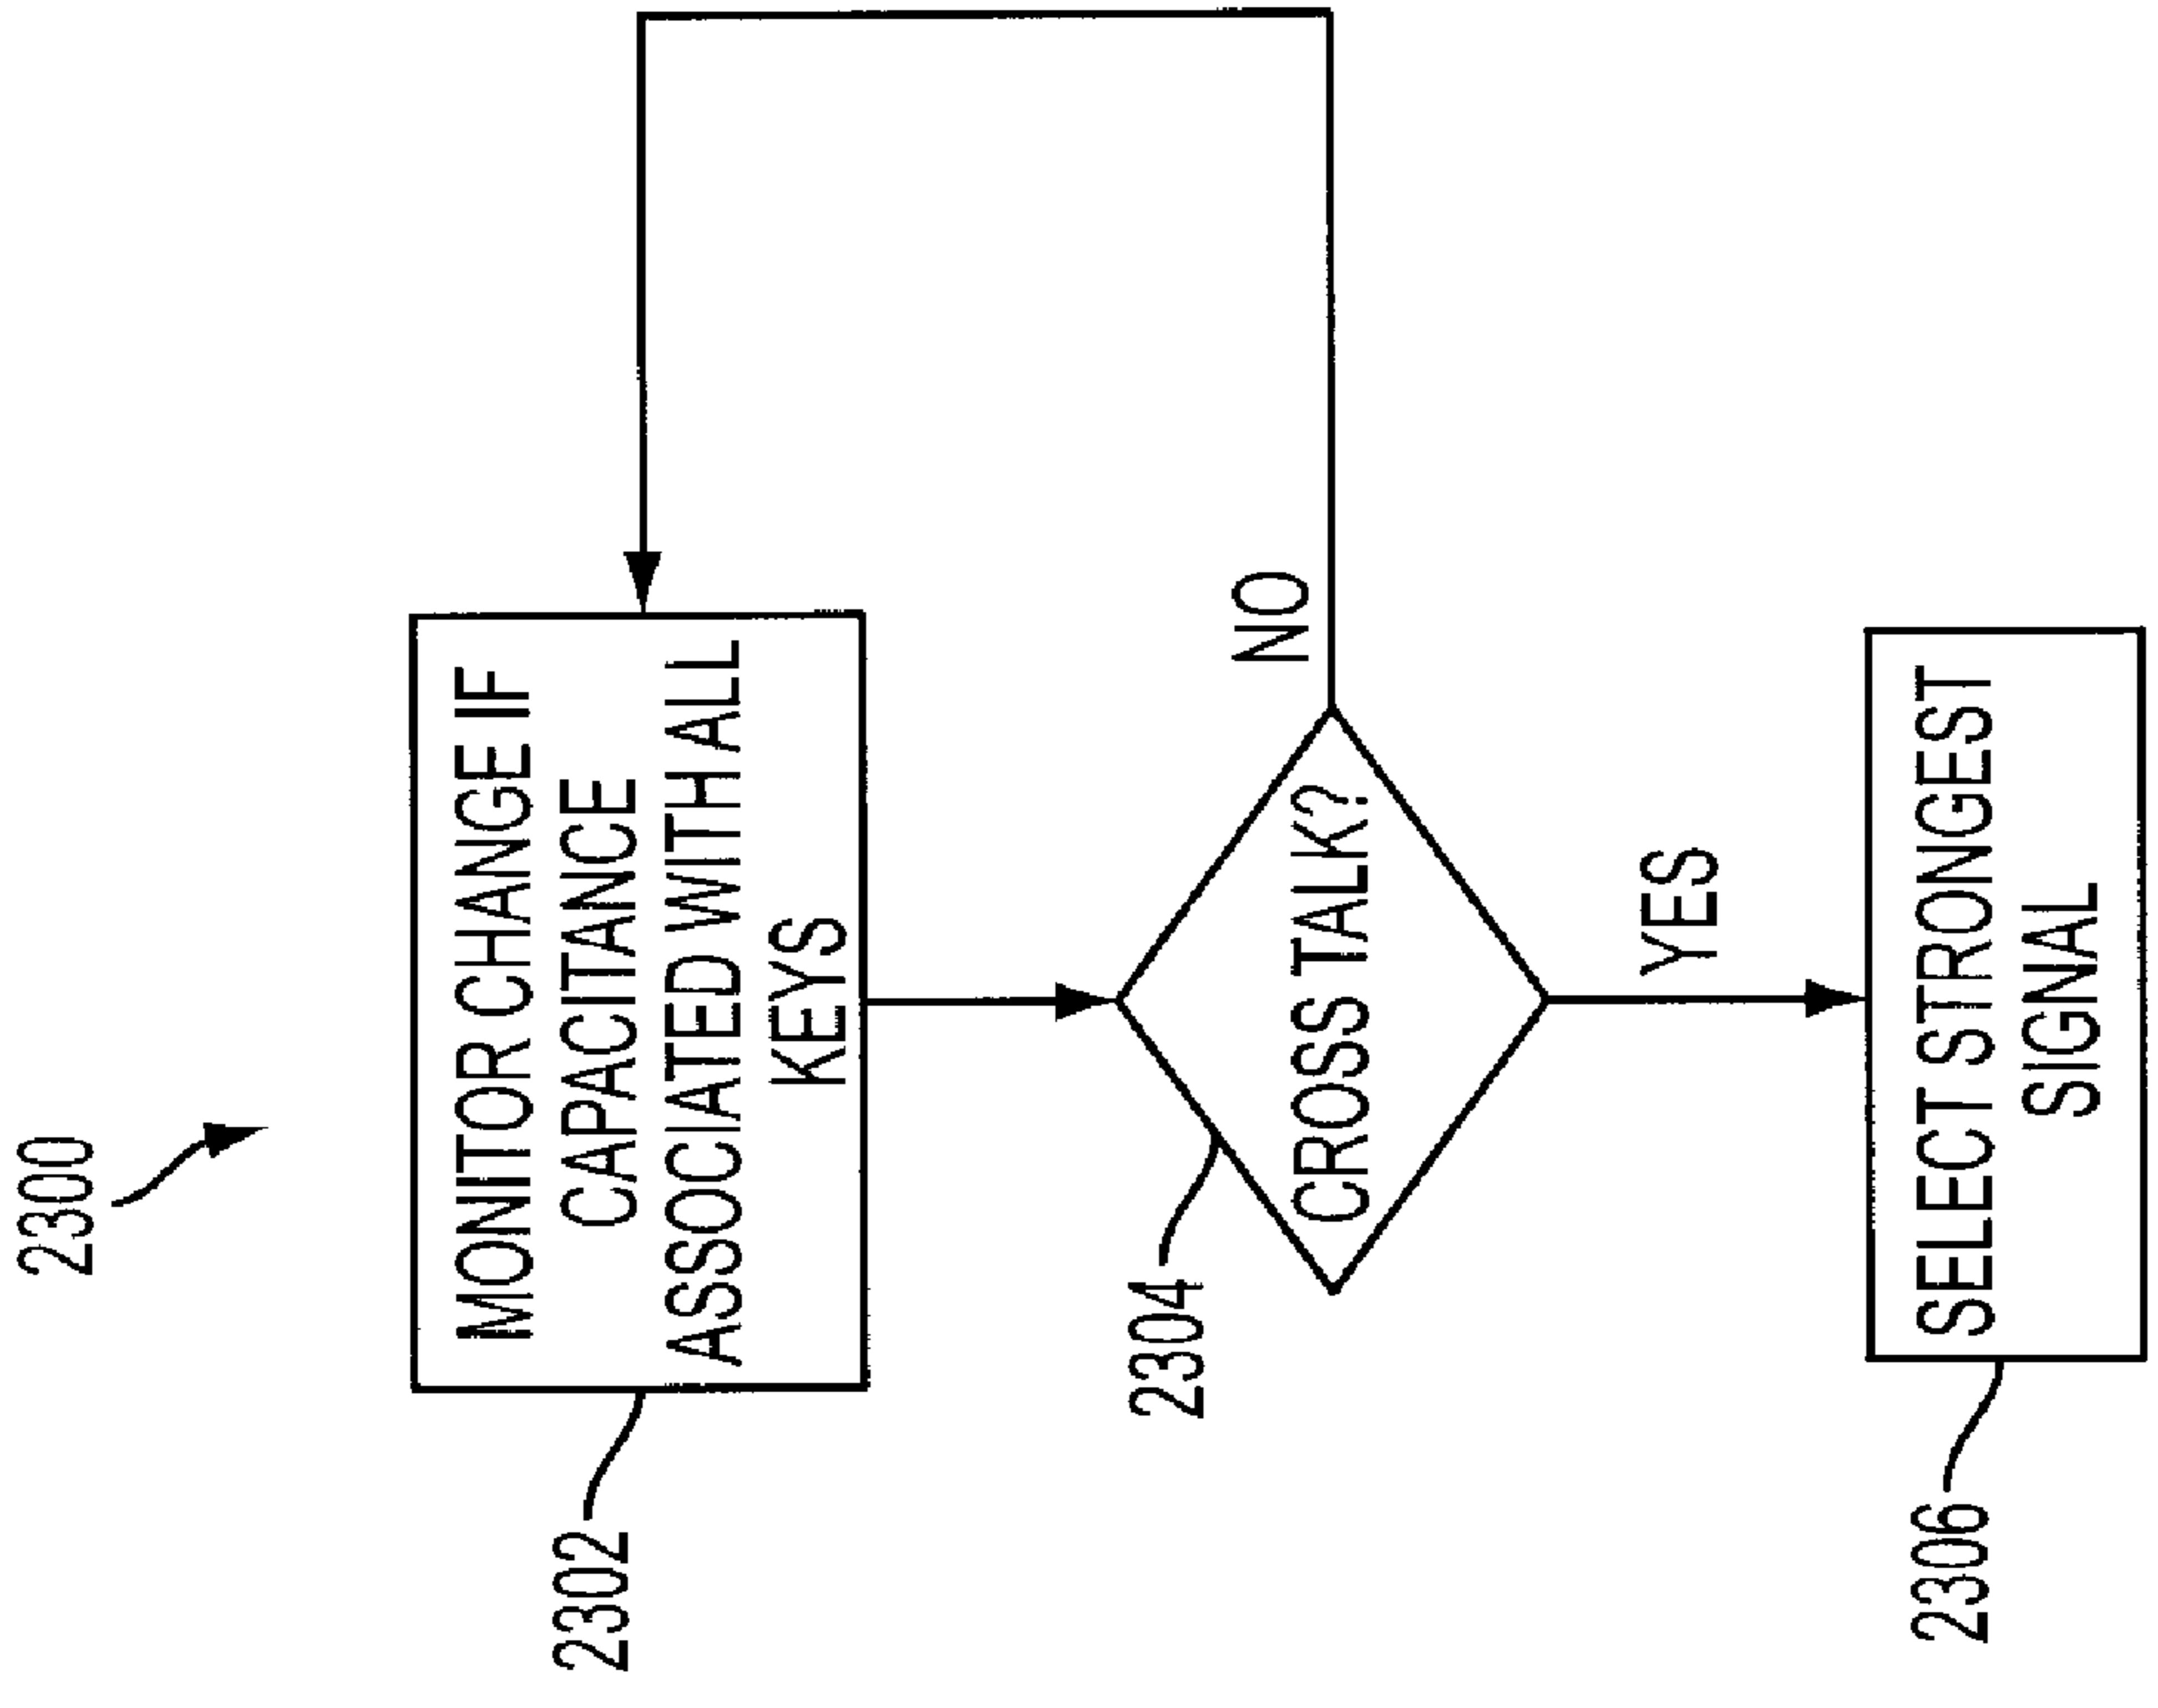 2300
MONITOR CHANGE IF
CAPACITANCE
ASSOCIATED WITH ALL
KEYS
2302
CROSS TALK?
2304
NO
YES
SELECT STRONGEST
SIGNAL
2306